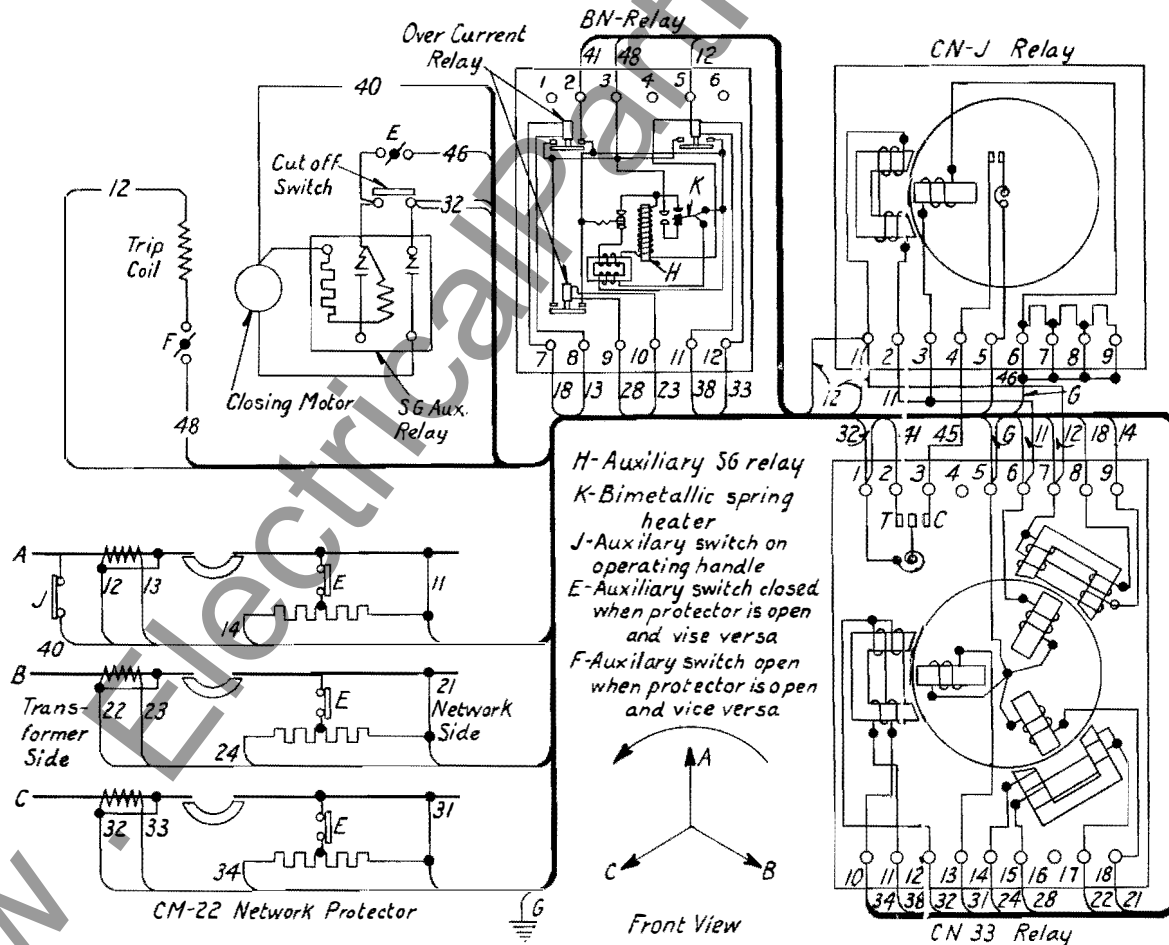 BN-Relay
Over Current
Relay
41 48 12
1 2 3 4 5 6
K
H
7 8 9 10 11 12
18 13 28 23 38 33
CN-J Relay
1 2 3 4 5 6 7 8 9
46
12
11
G
40
E
46
Cut off
Switch
32
12
Trip
Coil
F
48
Closing Motor
SG Aux.
Relay
32 41 45 G 11 12 18 14
1 2 3 4 5 6 7 8 9
T C
10 11 12 13 14 15 16 17 18
34 38 32 31 24 28 22 21
CN 33 Relay
H-Auxiliary SG relay
K-Bimetallic spring
heater
J-Auxilary switch on
operating handle
E-Auxiliary switch closed
when protector is open
and vise versa
F-Auxilary switch open
when protector is open
and vice versa
A
J
12 13
E
11
14
40
B
Trans-
former
Side
22 23
E
21
Network
Side
24
C
32 33
E
31
34
G
CM-22 Network Protector
A
C
B
Front View
www.ElectricalPart